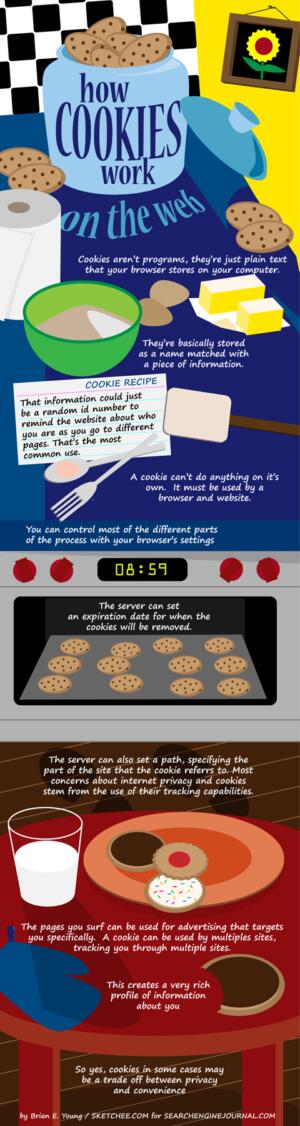 how
COOKIES
work
on the web
Cookies aren't programs, they're just plain text
that your browser stores on your computer.
They're basically stored
as a name matched with
a piece of information.
COOKIE RECIPE
That information could just
be a random id number to
remind the website about who
you are as you go to different
pages. That's the most
common use.
A cookie can't do anything on it's
own. It must be used by a
browser and website.
You can control most of the different parts
of the process with your browser's settings
08:59
The server can set
an expiration date for when the
cookies will be removed.
The server can also set a path, specifying the
part of the site that the cookie referrs to. Most
concerns about internet privacy and cookies
stem from the use of their tracking capabilities.
The pages you surf can be used for advertising that targets
you specifically. A cookie can be used by multiples sites,
tracking you through multiple sites.
This creates a very rich
profile of information
about you
So yes, cookies in some cases may
be a trade off between privacy
and convenience
by Brian E. Young / SKETCHEE.COM for SEARCHENGINEJOURNAL.COM